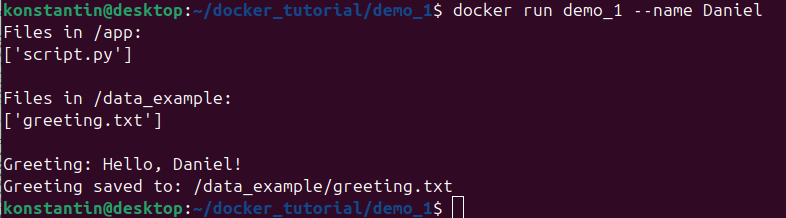 konstantin@desktop:~/docker_tutorial/demo_1$ docker run demo_1 --name Daniel
Files in /app:
['script.py']
Files in /data_example:
['greeting.txt']
Greeting: Hello, Daniel!
Greeting saved to: /data_example/greeting.txt
konstantin@desktop:~/docker_tutorial/demo_1$